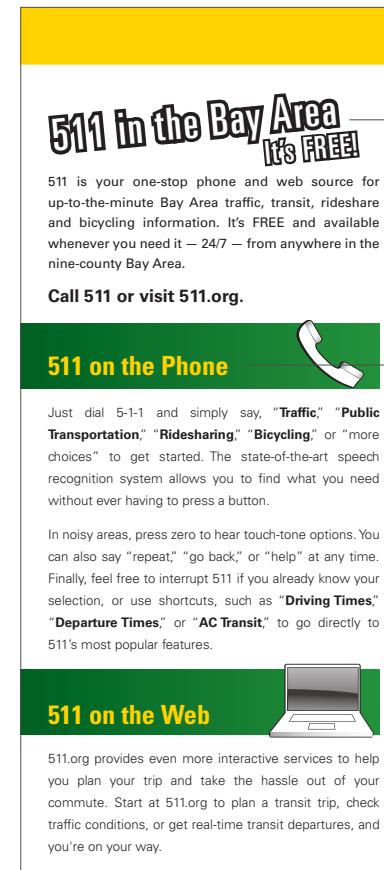 511 in the Bay Area
It's FREE!
511 is your one-stop phone and web source for
up-to-the-minute Bay Area traffic, transit, rideshare
and bicycling information. It's FREE and available
whenever you need it — 24/7 — from anywhere in the
nine-county Bay Area.
Call 511 or visit 511.org.
511 on the Phone
Just dial 5-1-1 and simply say, “Traffic,” “Public
Transportation,” “Ridesharing,” “Bicycling,” or “more
choices” to get started. The state-of-the-art speech
recognition system allows you to find what you need
without ever having to press a button.
In noisy areas, press zero to hear touch-tone options. You
can also say “repeat,” “go back,” or “help” at any time.
Finally, feel free to interrupt 511 if you already know your
selection, or use shortcuts, such as “Driving Times,”
“Departure Times,” or “AC Transit,” to go directly to
511's most popular features.
511 on the Web
511.org provides even more interactive services to help
you plan your trip and take the hassle out of your
commute. Start at 511.org to plan a transit trip, check
traffic conditions, or get real-time transit departures, and
you're on your way.